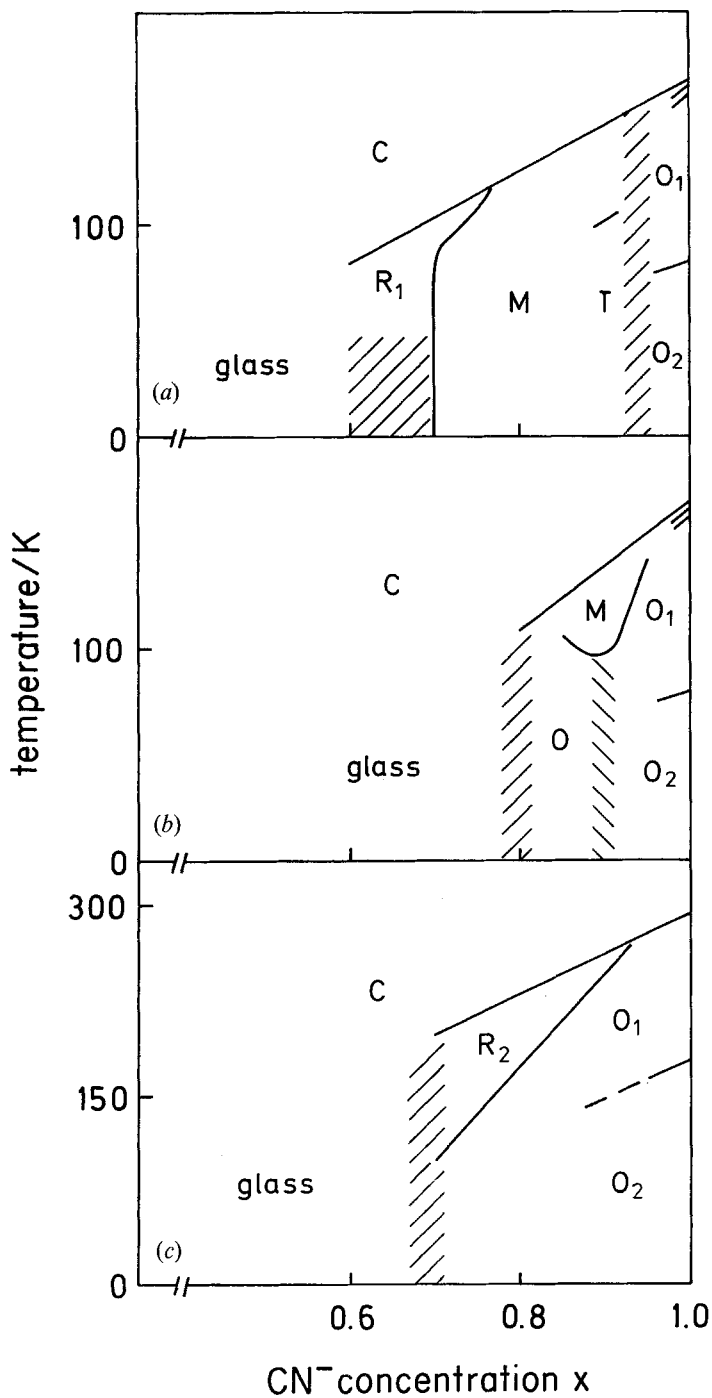 C
100
R₁
M
T
O₁
O₂
glass
(a)
0
C
M
O₁
100
O
O₂
glass
(b)
0
300
C
R₂
O₁
150
glass
O₂
(c)
0
0.6
0.8
1.0
temperature/K
CN⁻ concentration x